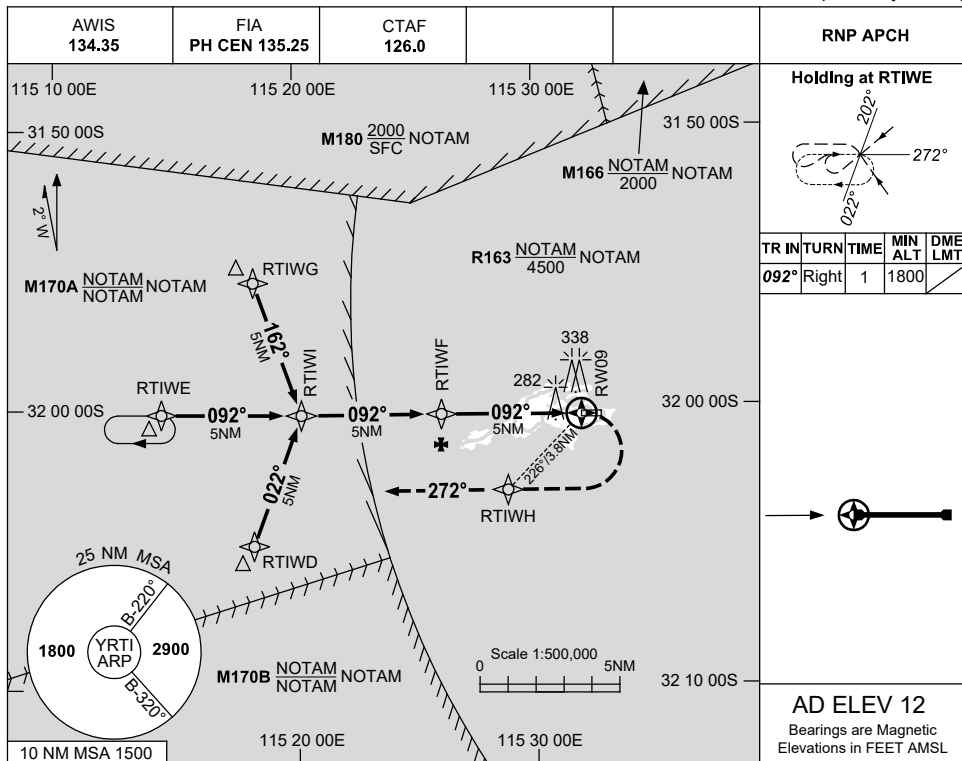 AWIS
134.35
FIA
PH CEN 135.25
CTAF
126.0
RNP APCH
115 10 00E
115 20 00E
115 30 00E
31 50 00S
31 50 00S
M180 2000 NOTAM
SFC
M166 NOTAM NOTAM
2000
2° W
M170A NOTAM NOTAM
NOTAM
R163 NOTAM NOTAM
4500
RTIWG
162°
5NM
RTIWE
RTIWI
RTIWF
RW09
338
282
32 00 00S
32 00 00S
092°
5NM
092°
5NM
092°
5NM
022°
5NM
226°/3.8NM
272°
RTIWH
RTIWD
25 NM MSA
B-220°
1800
YRTI
ARP
2900
B-320°
M170B NOTAM NOTAM
NOTAM
Scale 1:500,000
0
5NM
32 10 00S
10 NM MSA 1500
115 20 00E
115 30 00E
Holding at RTIWE
202°
272°
022°
TR IN
TURN
TIME
MIN
ALT
DME
LMT
092°
Right
1
1800
AD ELEV 12
Bearings are Magnetic
Elevations in FEET AMSL